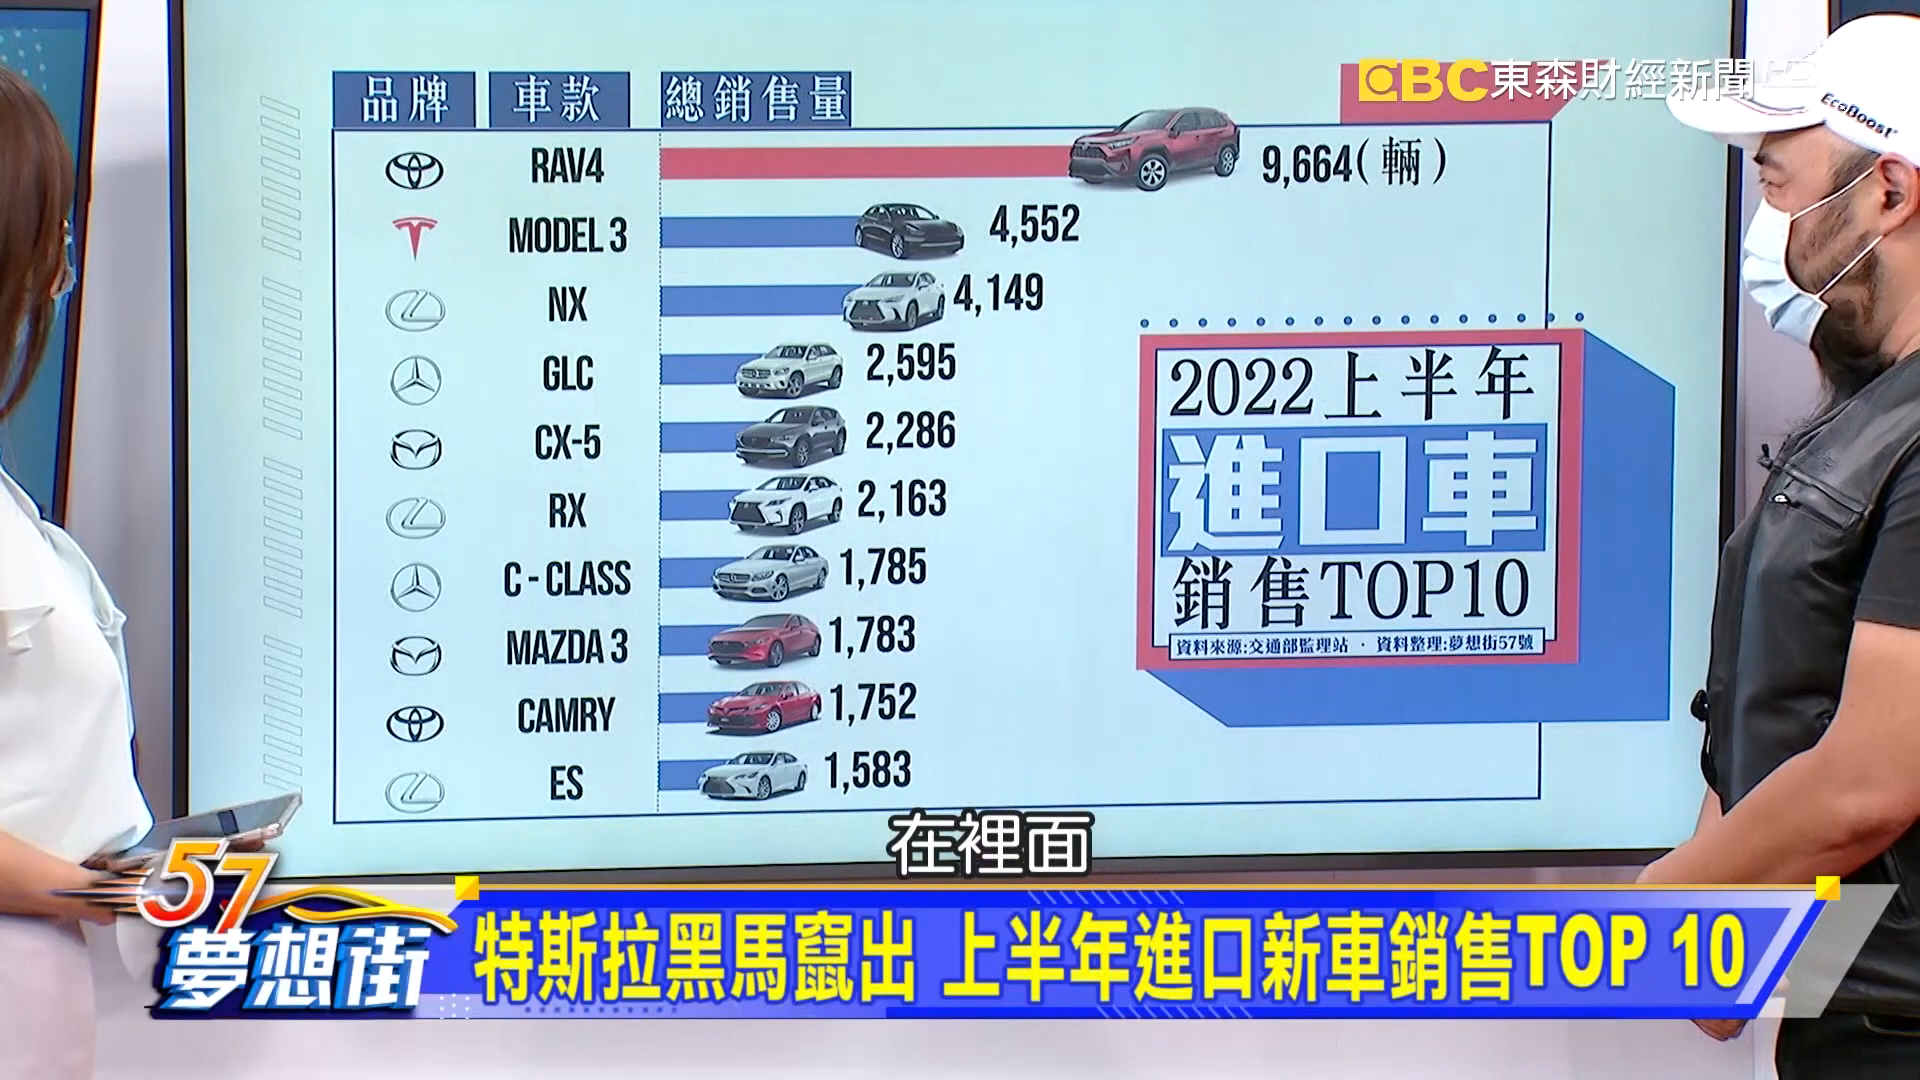 EBC東森財經新聞
EcoBoost
品牌 車款 總銷售量
RAV4 9,664(輛)
MODEL 3 4,552
NX 4,149
GLC 2,595
CX-5 2,286
RX 2,163
C - CLASS 1,785
MAZDA 3 1,783
CAMRY 1,752
ES 1,583
2022上半年
進口車
銷售TOP10
資料來源:交通部監理站 · 資料整理:夢想街57號
在裡面
57
夢想街
特斯拉黑馬竄出 上半年進口新車銷售TOP 10